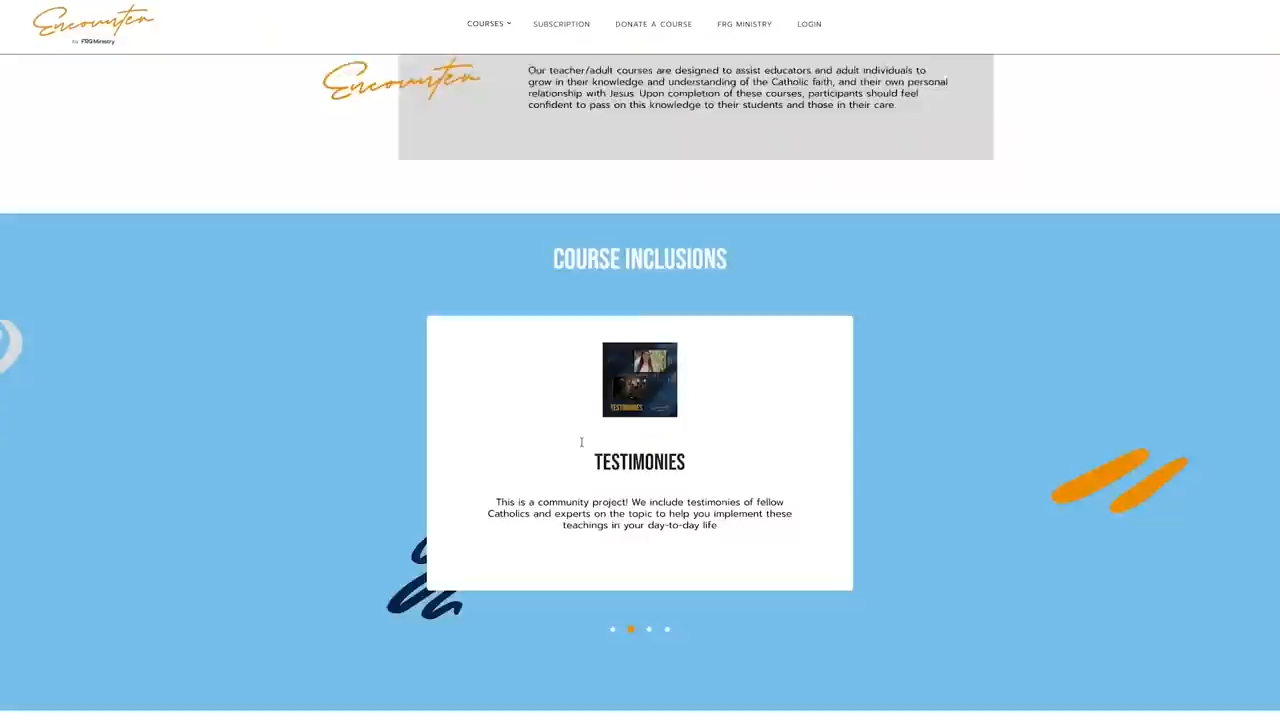 Encounter
by FRG Ministry
COURSES
SUBSCRIPTION
DONATE A COURSE
FRG MINISTRY
LOGIN
Encounter
Our teacher/adult courses are designed to assist educators and adult individuals to
grow in their knowledge and understanding of the Catholic faith, and their own personal
relationship with Jesus. Upon completion of these courses, participants should feel
confident to pass on this knowledge to their students and those in their care.
COURSE INCLUSIONS
TESTIMONIES
TESTIMONIES
This is a community project! We include testimonies of fellow
Catholics and experts on the topic to help you implement these
teachings in your day-to-day life